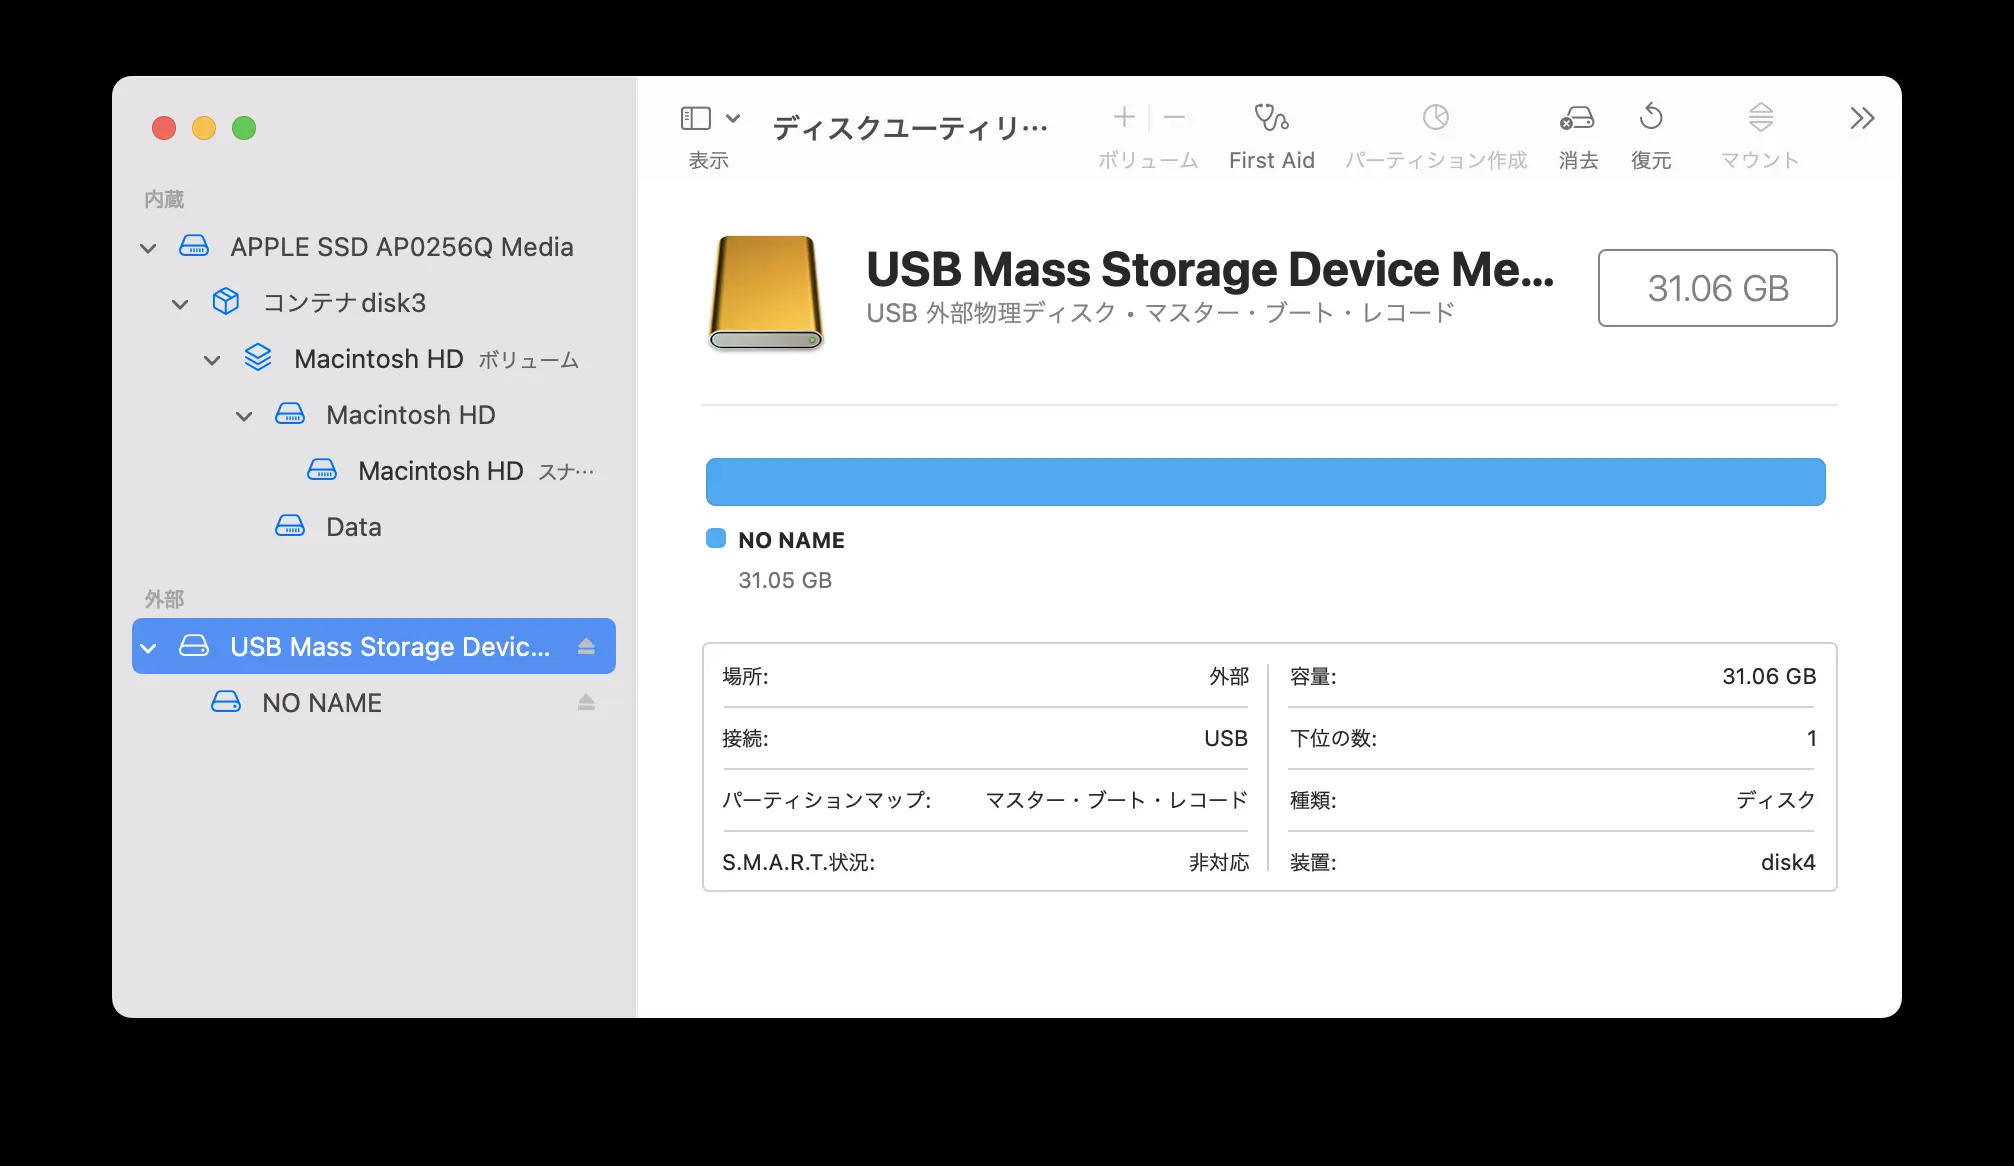 内蔵
APPLE SSD AP0256Q Media
コンテナdisk3
Macintosh HD ボリューム
Macintosh HD
Macintosh HD スナ…
Data
外部
USB Mass Storage Devic...
NO NAME
表示
ディスクユーティリ…
ボリューム
First Aid
パーティション作成
消去
復元
マウント
USB Mass Storage Device Me...
USB 外部物理ディスク • マスター・ブート・レコード
31.06 GB
NO NAME
31.05 GB
場所: 外部
接続: USB
パーティションマップ: マスター・ブート・レコード
S.M.A.R.T.状況: 非対応
容量: 31.06 GB
下位の数: 1
種類: ディスク
装置: disk4